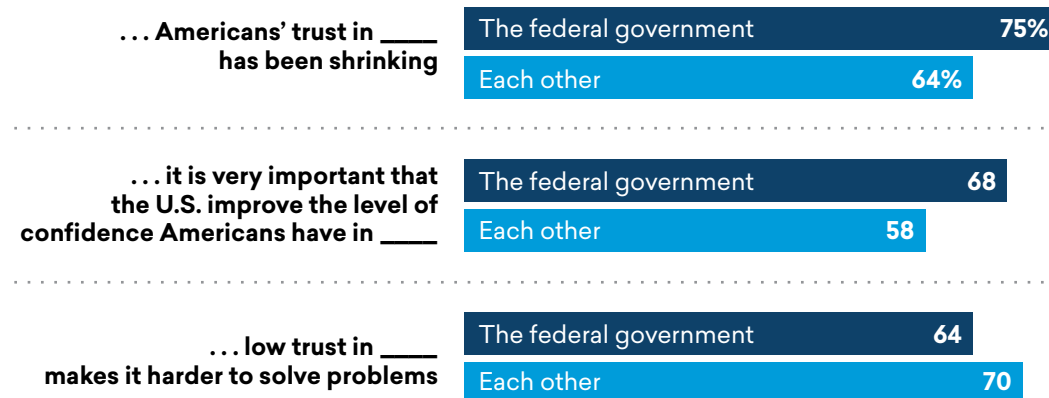 . . . Americans’ trust in ____
has been shrinking
The federal government 75%
Each other 64%
. . . it is very important that
the U.S. improve the level of
confidence Americans have in ____
The federal government 68
Each other 58
. . . low trust in ____
makes it harder to solve problems
The federal government 64
Each other 70